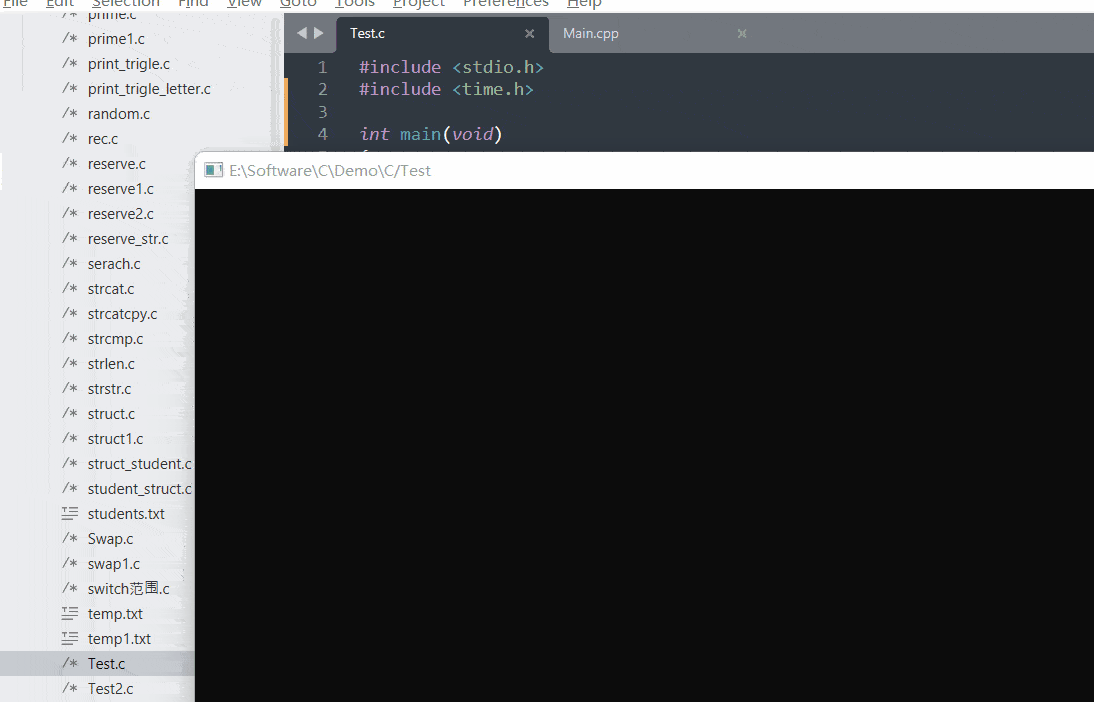 File Edit Selection Find View Goto Tools Project Preferences Help
prime.c
prime1.c
print_trigle.c
print_trigle_letter.c
random.c
rec.c
reserve.c
reserve1.c
reserve2.c
reserve_str.c
serach.c
strcat.c
strcatcpy.c
strcmp.c
strlen.c
strstr.c
struct.c
struct1.c
struct_student.c
student_struct.c
students.txt
Swap.c
swap1.c
switch范围.c
temp.txt
temp1.txt
Test.c
Test2.c
Test.c Main.cpp
1 #include <stdio.h>
2 #include <time.h>
3
4 int main(void)
E:\Software\C\Demo\C/Test